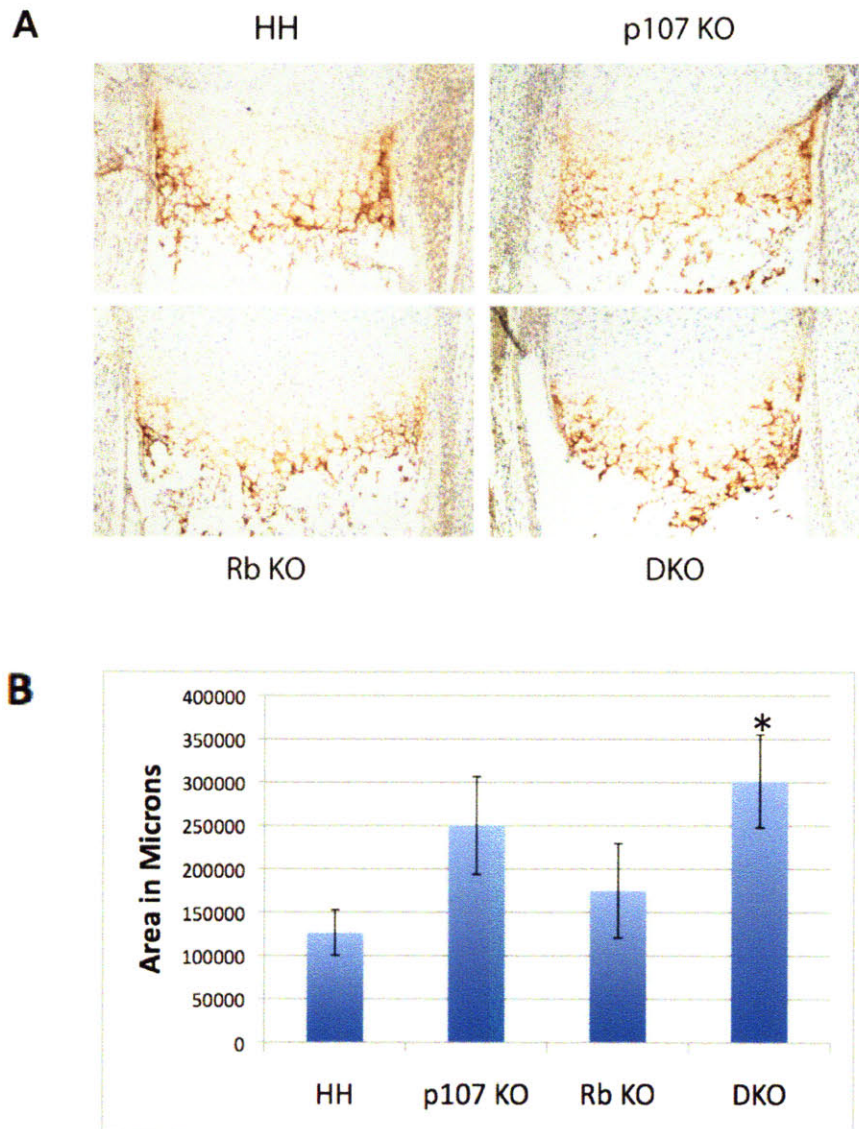 A
HH
p107 KO
Rb KO
DKO
B
Area in Microns
400000
350000
300000
250000
200000
150000
100000
50000
0
*
HH
p107 KO
Rb KO
DKO